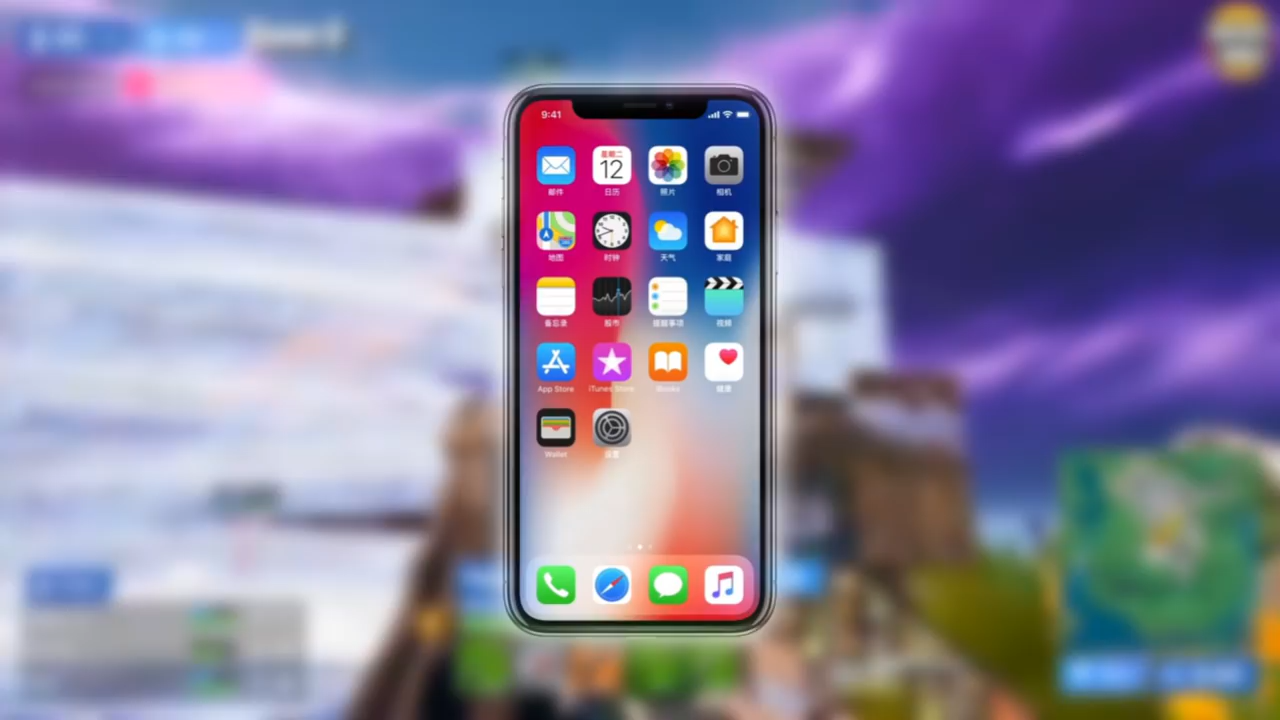 9:41
星期二
12
邮件
日历
照片
相机
地图
时钟
天气
家庭
备忘录
股市
提醒事项
视频
App Store
iTunes Store
iBooks
健康
Wallet
设置